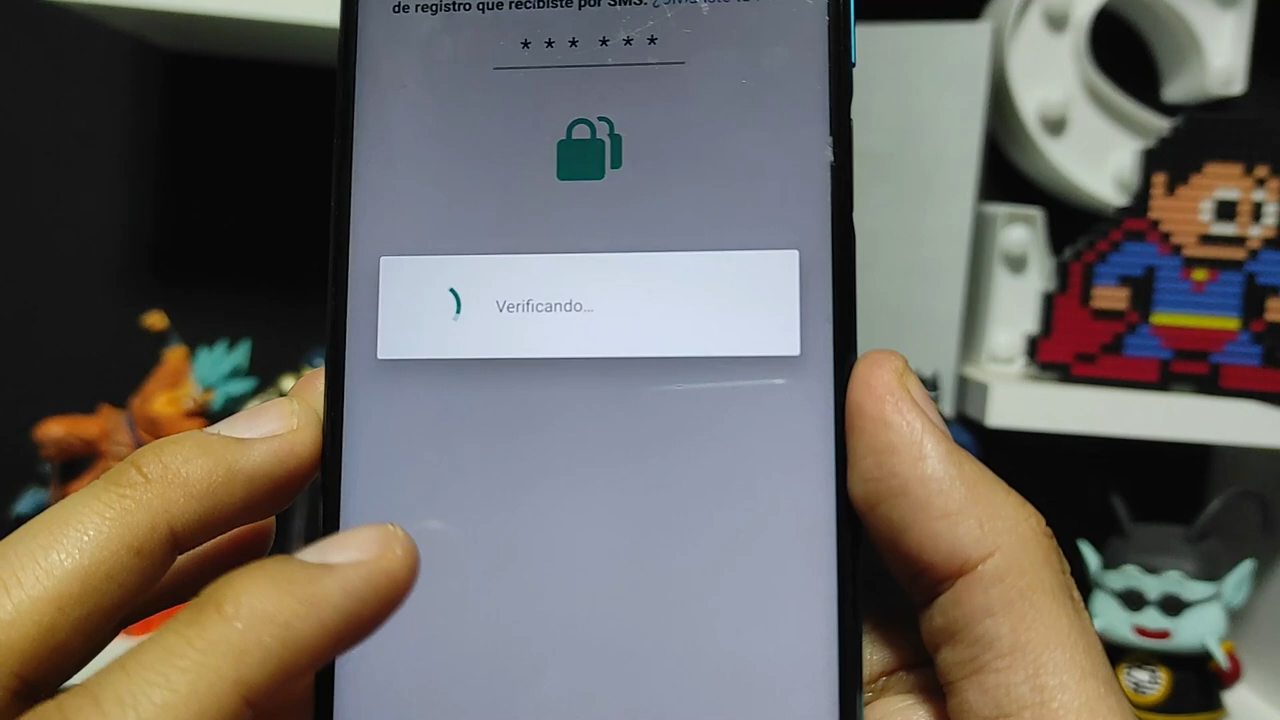 de registro que recibiste por SMS.
* * * * * *
Verificando...